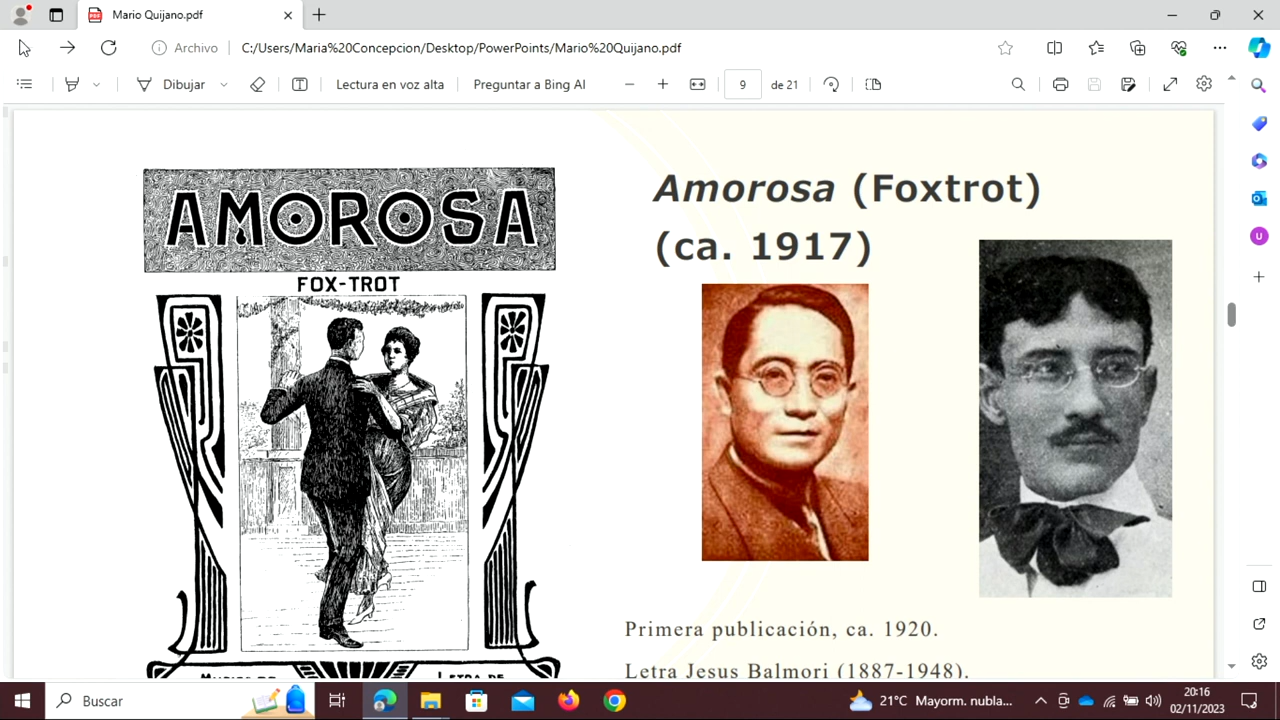 Mario Quijano.pdf
Archivo
C:/Users/Maria%20Concepcion/Desktop/PowerPoints/Mario%20Quijano.pdf
Dibujar
Lectura en voz alta
Preguntar a Bing AI
9
de 21
AMOROSA
FOX-TROT
Amorosa (Foxtrot)
(ca. 1917)
Primera publicación, ca. 1920.
Letra Jesus Balmori (1887-1948).
LETRA DE
Buscar
21°C Mayorm. nubla...
20:16
02/11/2023